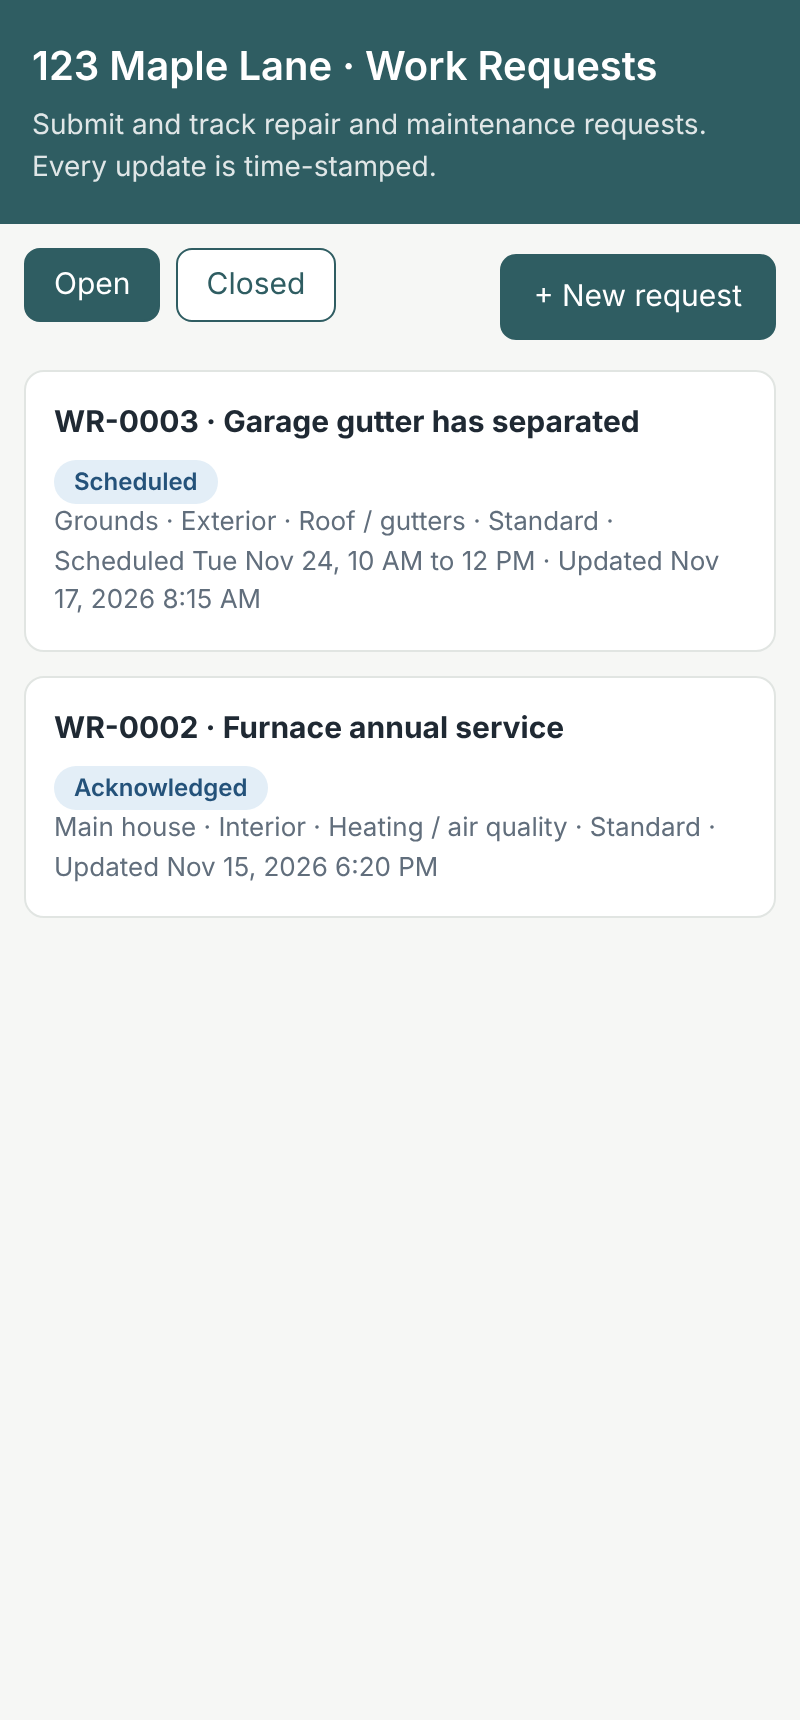 123 Maple Lane · Work Requests
Submit and track repair and maintenance requests.
Every update is time-stamped.
Open
Closed
+ New request
WR-0003 · Garage gutter has separated
Scheduled
Grounds · Exterior · Roof / gutters · Standard ·
Scheduled Tue Nov 24, 10 AM to 12 PM · Updated Nov
17, 2026 8:15 AM
WR-0002 · Furnace annual service
Acknowledged
Main house · Interior · Heating / air quality · Standard ·
Updated Nov 15, 2026 6:20 PM